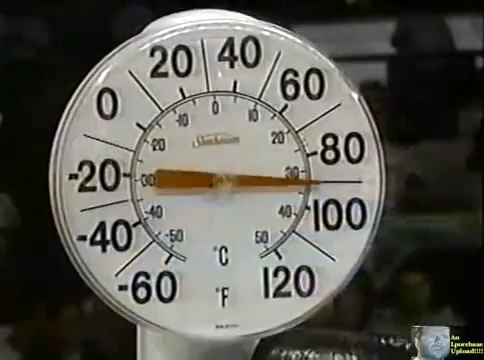 -60 -40 -20 0 20 40 60 80 100 120
-50 -40 -30 20 -10 0 10 20 30 40 50
Sunbeam
°C
°F
An
Lpurehaze
Upload!!!!